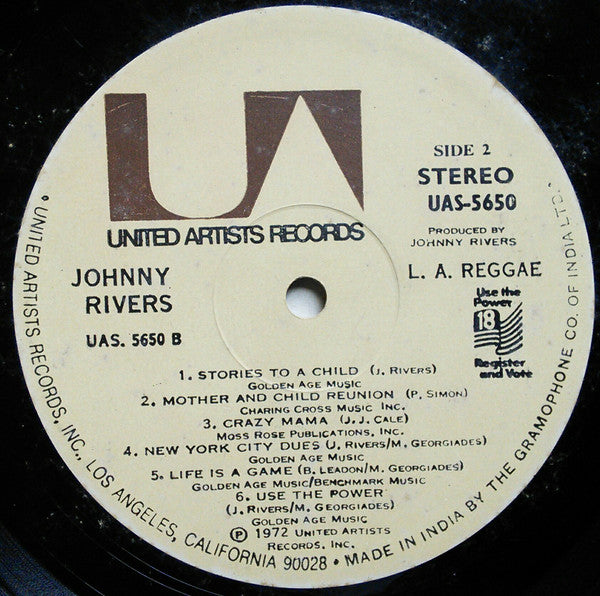 UA
UNITED ARTISTS RECORDS
SIDE 2
STEREO
UAS-5650
PRODUCED BY
JOHNNY RIVERS
JOHNNY
RIVERS
L. A. REGGAE
UAS. 5650 B
Use the
Power
18
Register
and Vote
1. STORIES TO A CHILD (J. RIVERS)
GOLDEN AGE MUSIC
2. MOTHER AND CHILD REUNION (P. SIMON)
CHARING CROSS MUSIC INC.
3. CRAZY MAMA (J. J. CALE)
MOSS ROSE PUBLICATIONS, INC.
4. NEW YORK CITY DUES (J. RIVERS/M. GEORGIADES)
GOLDEN AGE MUSIC
5. LIFE IS A GAME (B. LEADON/M. GEORGIADES)
GOLDEN AGE MUSIC/BENCHMARK MUSIC
6. USE THE POWER
(J. RIVERS/M. GEORGIADES)
GOLDEN AGE MUSIC
℗ 1972 UNITED ARTISTS
RECORDS, INC.
• UNITED ARTISTS RECORDS, INC., LOS ANGELES, CALIFORNIA 90028 • MADE IN INDIA BY THE GRAMOPHONE CO. OF INDIA LTD.